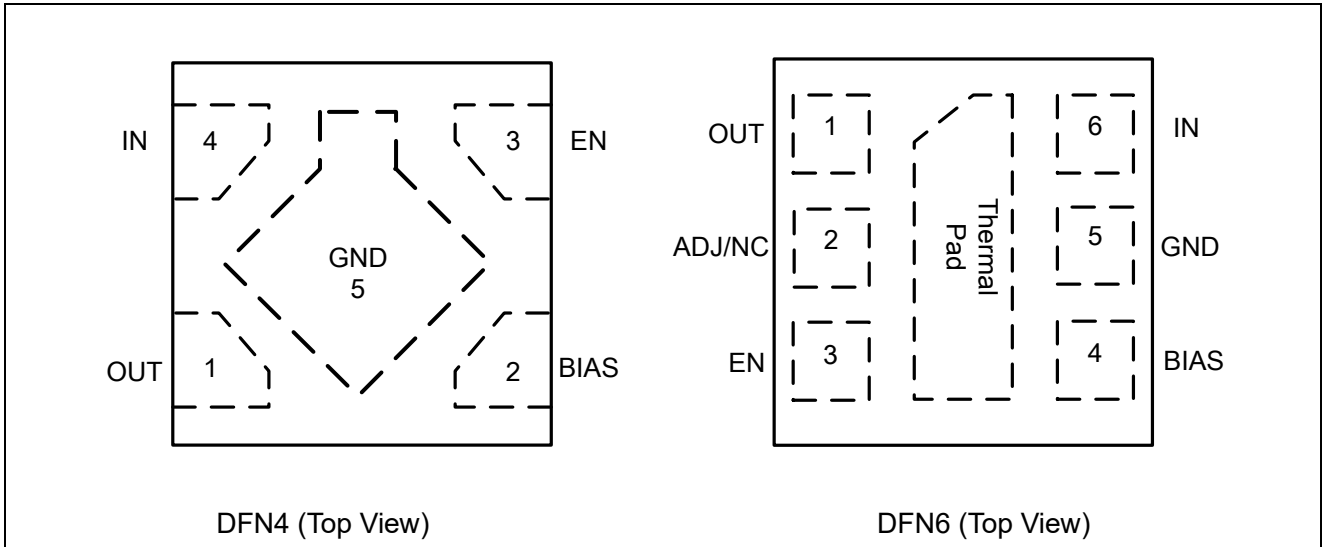 IN 4 3 EN
GND
5
OUT 1 2 BIAS
DFN4 (Top View)
OUT 1 6 IN
ADJ/NC 2 Thermal
Pad 5 GND
EN 3 4 BIAS
DFN6 (Top View)